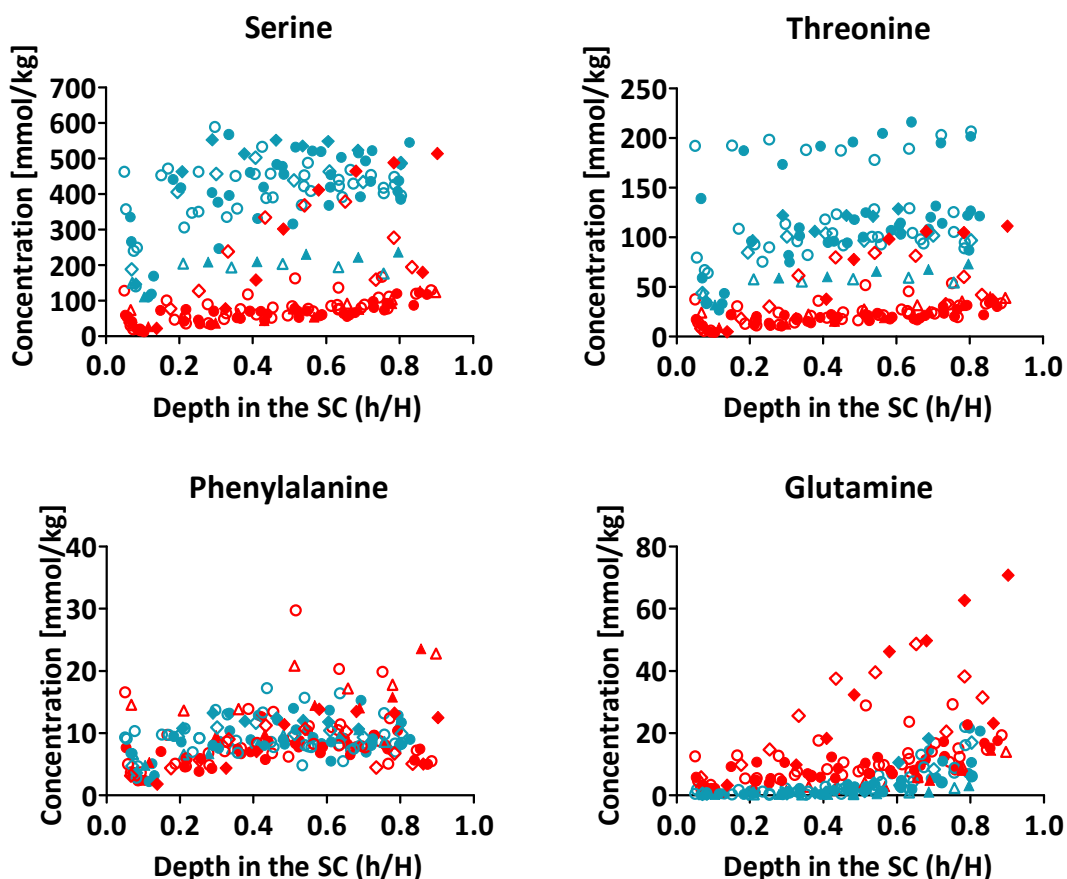 Serine
Concentration [mmol/kg]
700
600
500
400
300
200
100
0
0.0 0.2 0.4 0.6 0.8 1.0
Depth in the SC (h/H)
Threonine
Concentration [mmol/kg]
250
200
150
100
50
0
0.0 0.2 0.4 0.6 0.8 1.0
Depth in the SC (h/H)
Phenylalanine
Concentration [mmol/kg]
40
30
20
10
0
0.0 0.2 0.4 0.6 0.8 1.0
Depth in the SC (h/H)
Glutamine
Concentration [mmol/kg]
80
60
40
20
0
0.0 0.2 0.4 0.6 0.8 1.0
Depth in the SC (h/H)